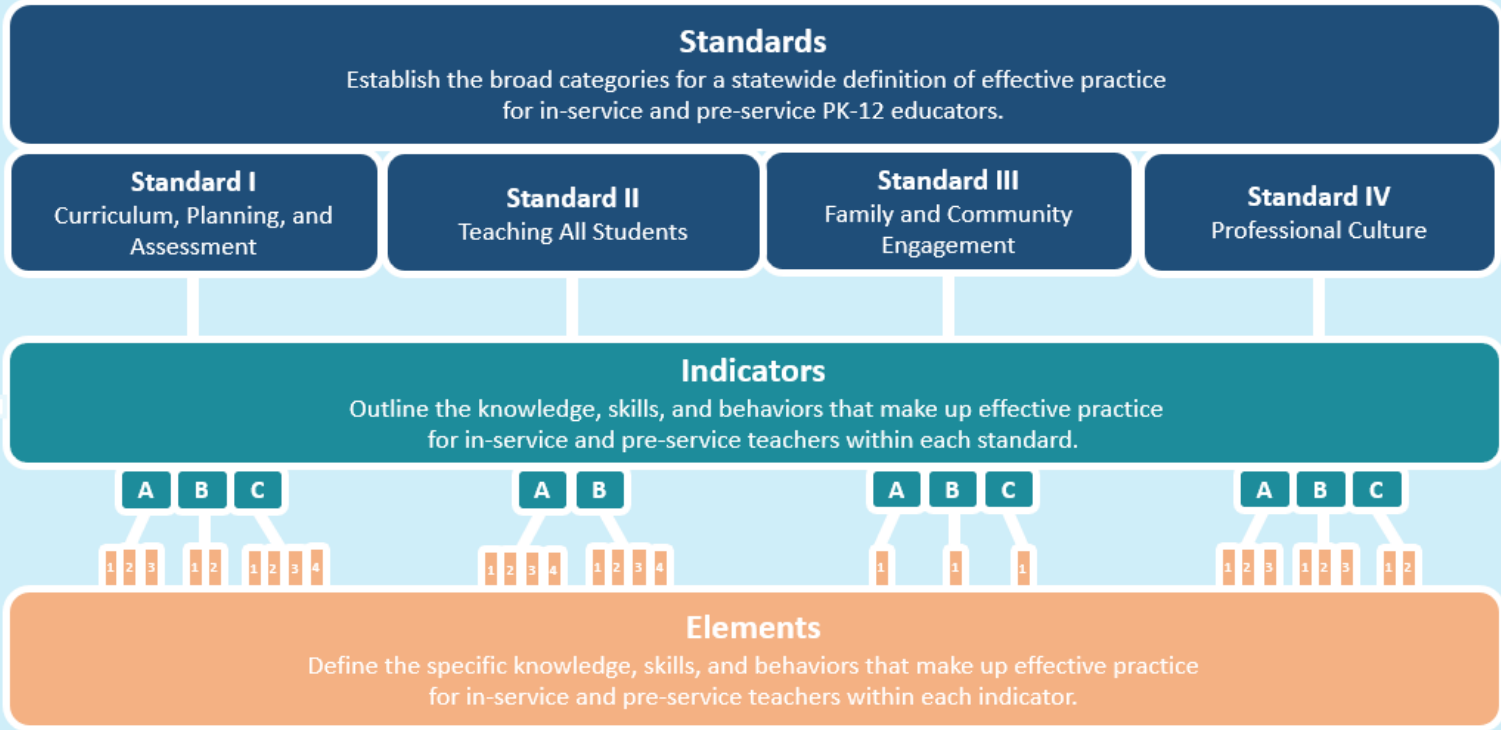 Standards
Establish the broad categories for a statewide definition of effective practice
for in-service and pre-service PK-12 educators.
Standard I
Curriculum, Planning, and
Assessment
Standard II
Teaching All Students
Standard III
Family and Community
Engagement
Standard IV
Professional Culture
Indicators
Outline the knowledge, skills, and behaviors that make up effective practice
for in-service and pre-service teachers within each standard.
A B C
A B
A B C
A B C
1 2 3 1 2 1 2 3 4
1 2 3 4 1 2 3 4
1 1 1
1 2 3 1 2 3 1 2
Elements
Define the specific knowledge, skills, and behaviors that make up effective practice
for in-service and pre-service teachers within each indicator.